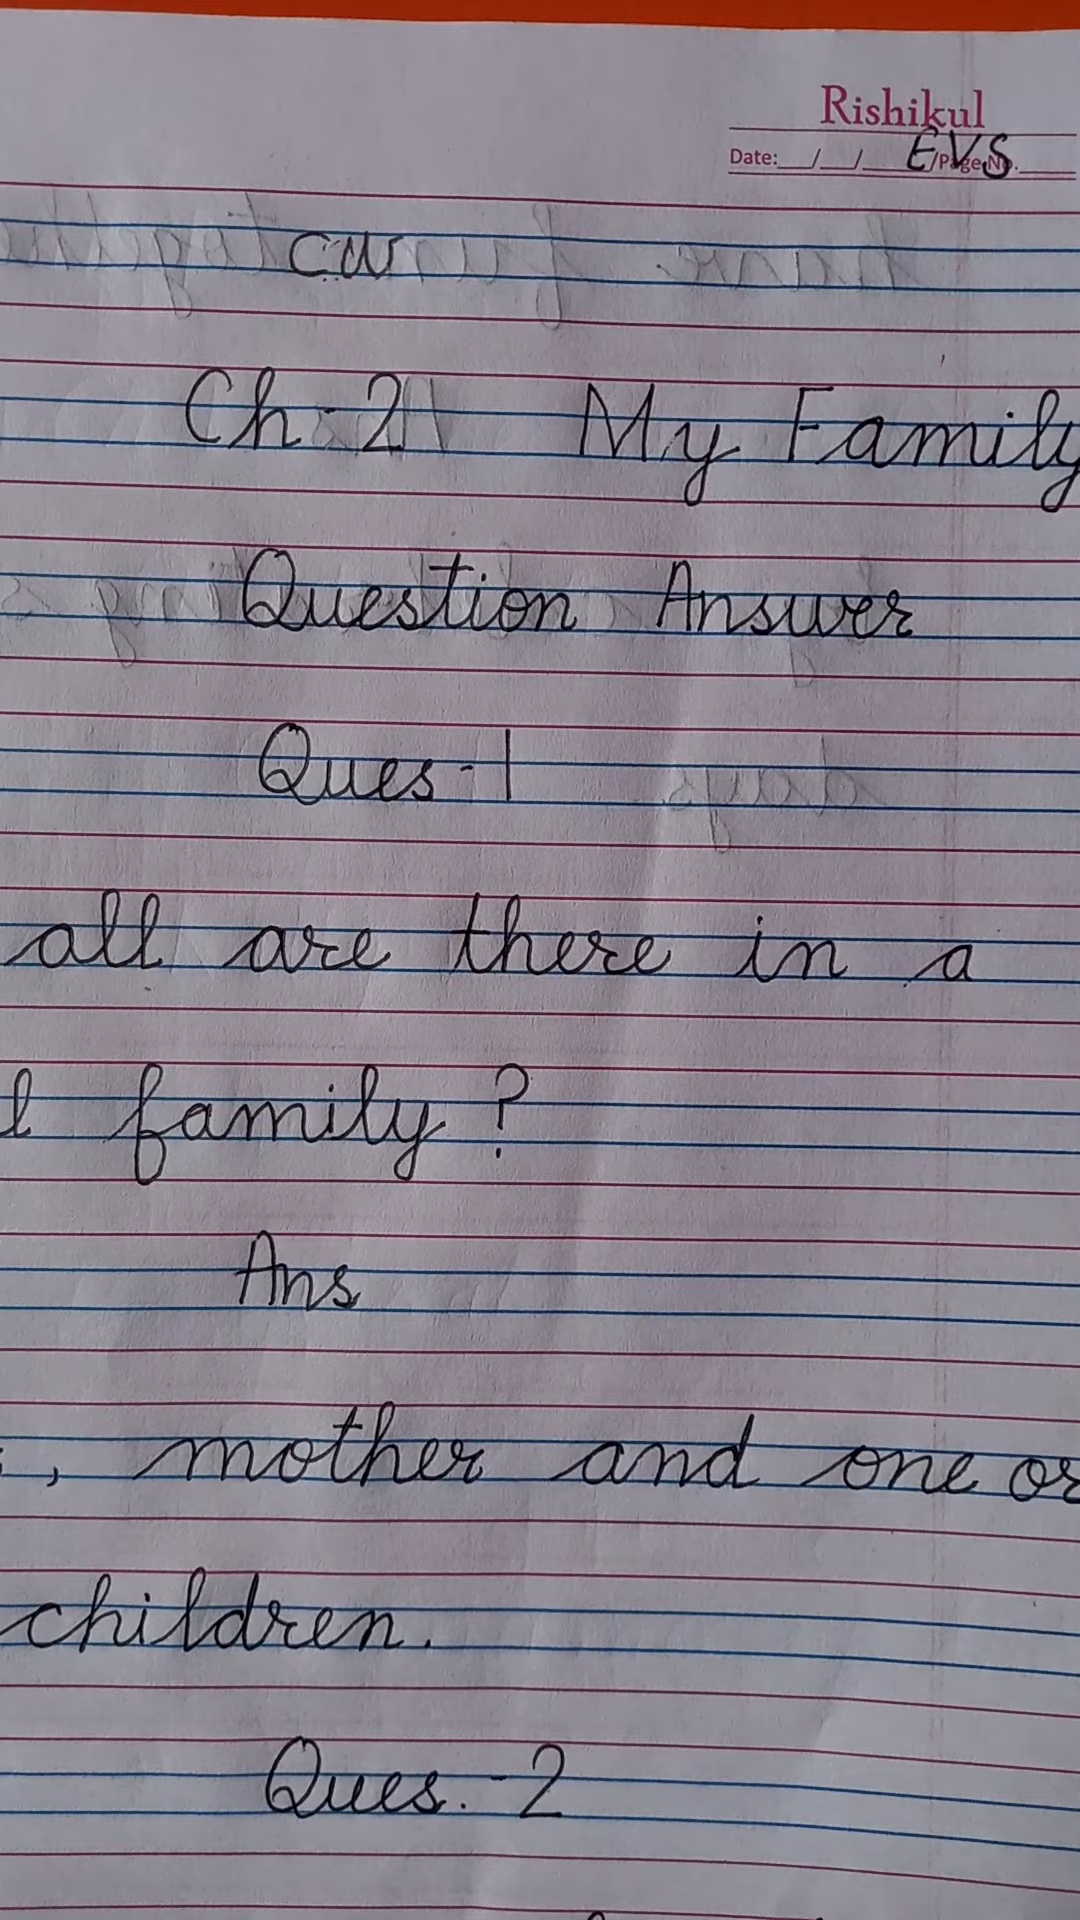 Rishikul
Date: / / /Page No.
EVS
CW
Ch-2 My Family
Question Answer
Ques-1
all are there in a
l family ?
Ans
, mother and one or
children.
Ques.-2